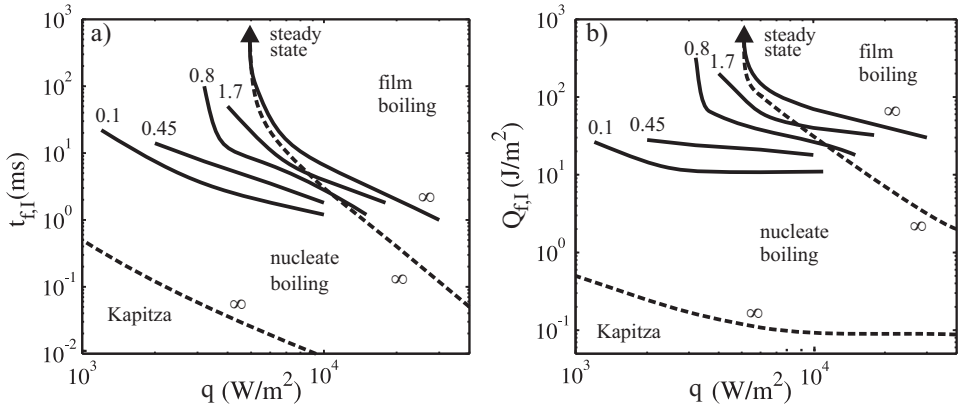 a)
steady
state
film
boiling
0.8
1.7
0.1
0.45
∞
nucleate
boiling
∞
∞
Kapitza
10³
10²
10¹
10⁰
10⁻¹
10⁻²
t_{f,I}(ms)
10³
10⁴
q (W/m²)
b)
steady
state
film
boiling
0.8
1.7
0.1
0.45
∞
nucleate
boiling
∞
∞
Kapitza
10³
10²
10¹
10⁰
10⁻¹
Q_{f,I} (J/m²)
10³
10⁴
q (W/m²)